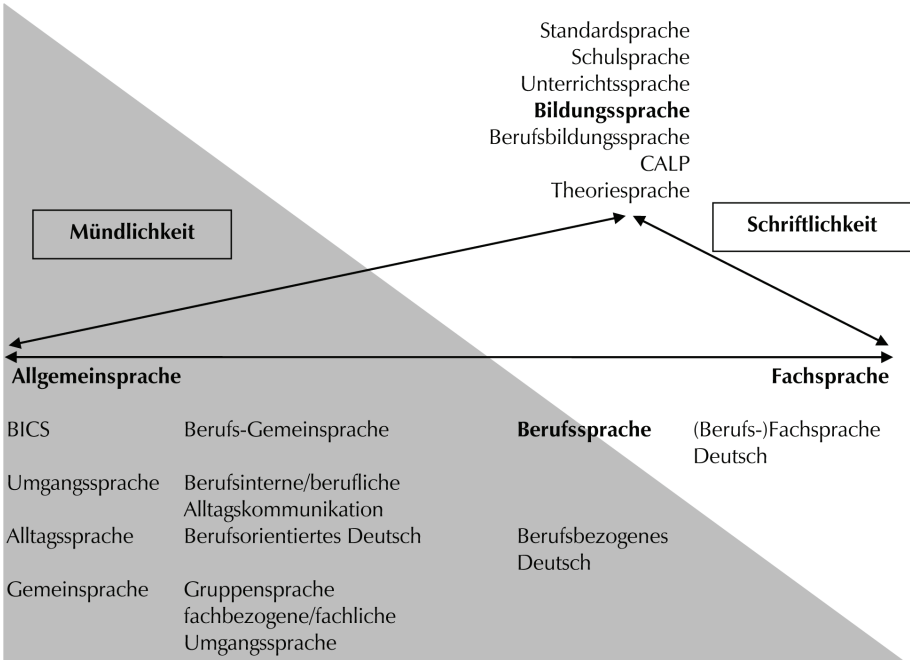 Standardsprache
Schulsprache
Unterrichtssprache
Bildungssprache
Berufsbildungssprache
CALP
Theoriesprache
Mündlichkeit
Schriftlichkeit
Allgemeinsprache
Fachsprache
BICS
Berufs-Gemeinsprache
Berufssprache
(Berufs-)Fachsprache
Deutsch
Umgangssprache
Berufsinterne/berufliche
Alltagskommunikation
Alltagssprache
Berufsorientiertes Deutsch
Berufsbezogenes
Deutsch
Gemeinsprache
Gruppensprache
fachbezogene/fachliche
Umgangssprache